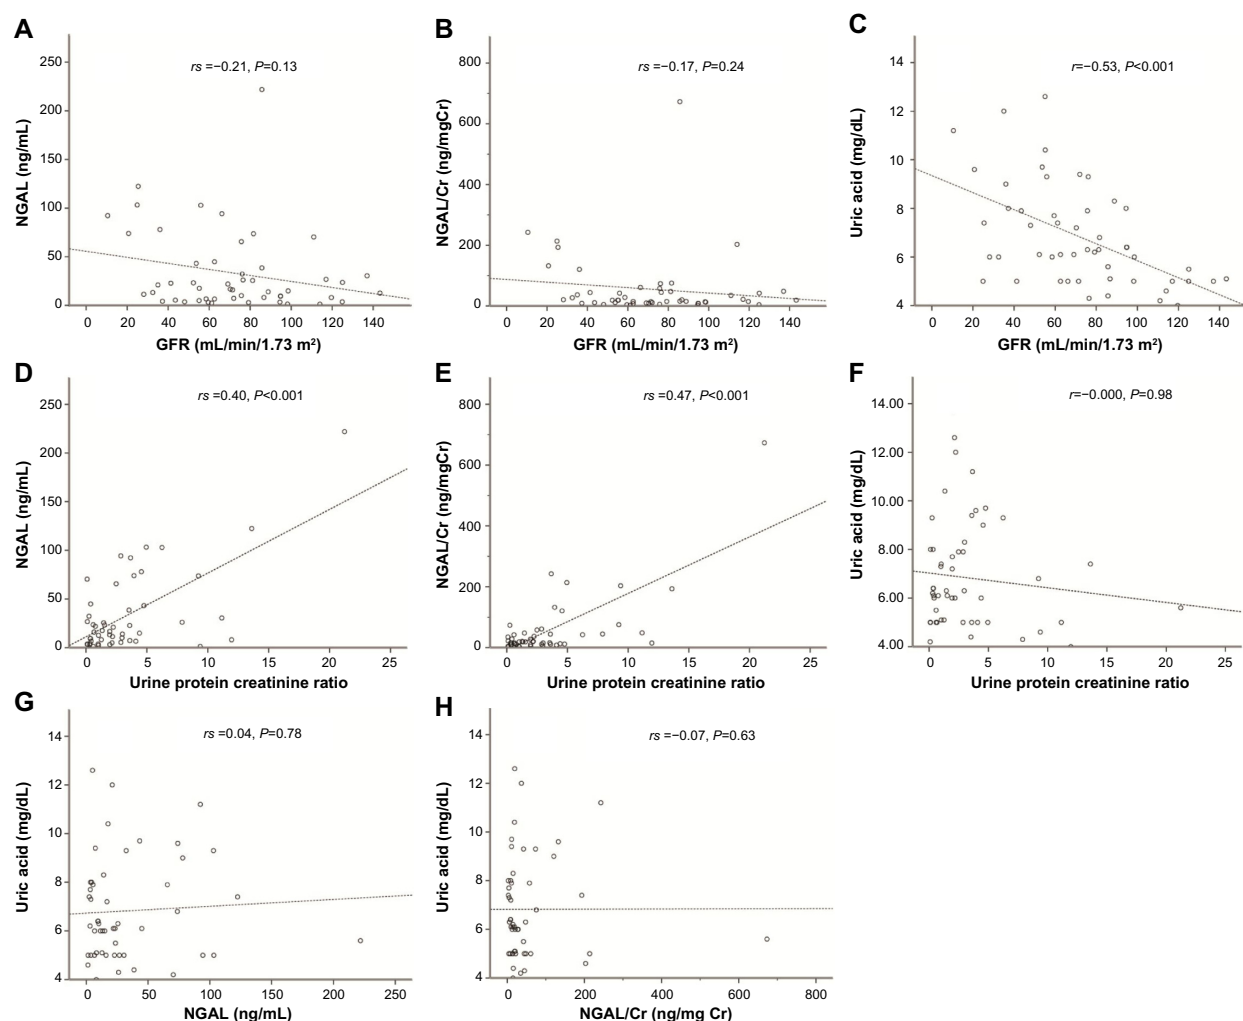 A
rs =−0.21, P=0.13
NGAL (ng/mL)
250
200
150
100
50
0
0 20 40 60 80 100 120 140
GFR (mL/min/1.73 m²)
B
rs =−0.17, P=0.24
NGAL/Cr (ng/mgCr)
800
600
400
200
0
0 20 40 60 80 100 120 140
GFR (mL/min/1.73 m²)
C
r=−0.53, P<0.001
Uric acid (mg/dL)
14
12
10
8
6
4
0 20 40 60 80 100 120 140
GFR (mL/min/1.73 m²)
D
rs =0.40, P<0.001
NGAL (ng/mL)
250
200
150
100
50
0
0 5 10 15 20 25
Urine protein creatinine ratio
E
rs =0.47, P<0.001
NGAL/Cr (ng/mgCr)
800
600
400
200
0
0 5 10 15 20 25
Urine protein creatinine ratio
F
r=−0.000, P=0.98
Uric acid (mg/dL)
14.00
12.00
10.00
8.00
6.00
4.00
0 5 10 15 20 25
Urine protein creatinine ratio
G
rs =0.04, P=0.78
Uric acid (mg/dL)
14
12
10
8
6
4
0 50 100 150 200 250
NGAL (ng/mL)
H
rs =−0.07, P=0.63
Uric acid (mg/dL)
14
12
10
8
6
4
0 200 400 600 800
NGAL/Cr (ng/mg Cr)